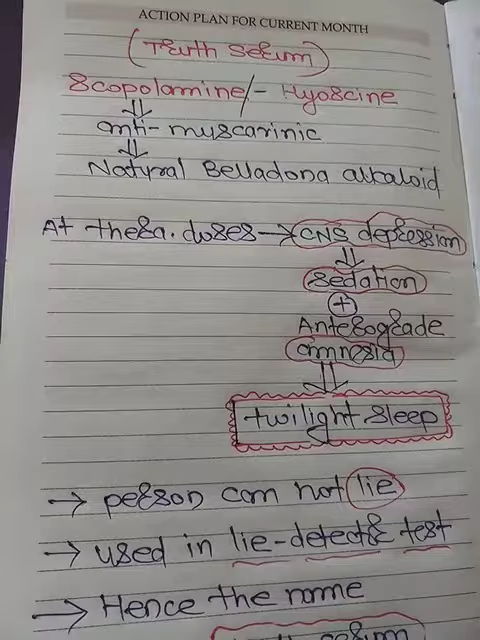 ACTION PLAN FOR CURRENT MONTH
(Truth Serum)
Scopolamine/- Hyoscine
⇓
anti-muscarinic
⇓
Natural Belladona alkaloid
At thera. doses → CNS depression
⇓
sedation
+
Anterograde
amnesia
⇓
twilight sleep
→ person can not lie
→ used in lie-detectr test
→ Hence the name